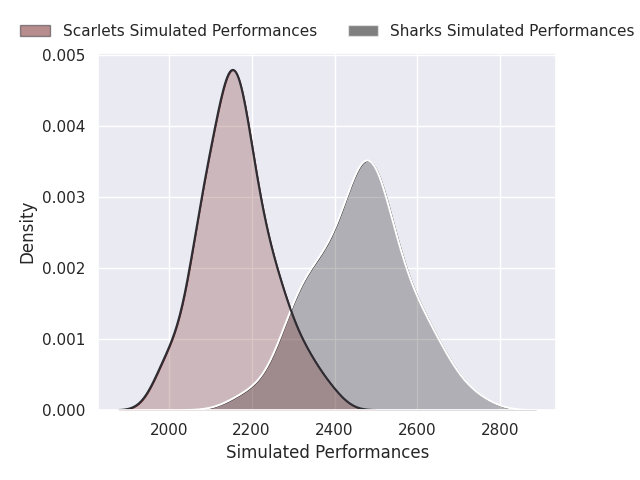 Scarlets Simulated Performances Sharks Simulated Performances
0.005
0.004
0.003
0.002
0.001
0.000
Density
2000 2200 2400 2600 2800
Simulated Performances